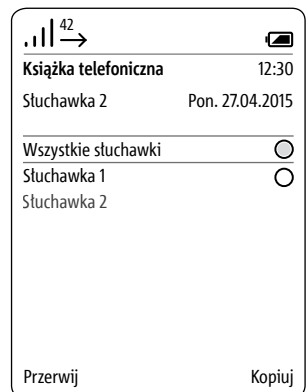 42
Książka telefoniczna 12:30
Słuchawka 2 Pon. 27.04.2015
Wszystkie słuchawki
Słuchawka 1
Słuchawka 2
Przerwij Kopiuj